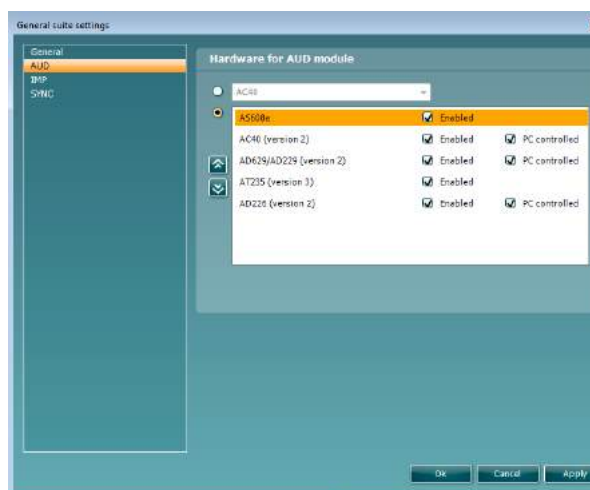 General suite settings
General
AUD
IMP
SYNC
Hardware for AUD module
AC40
AS608e Enabled
AC40 (version 2) Enabled PC controlled
AD629/AD229 (version 2) Enabled PC controlled
AT235 (version 3) Enabled
AD226 (version 2) Enabled PC controlled
Ok Cancel Apply